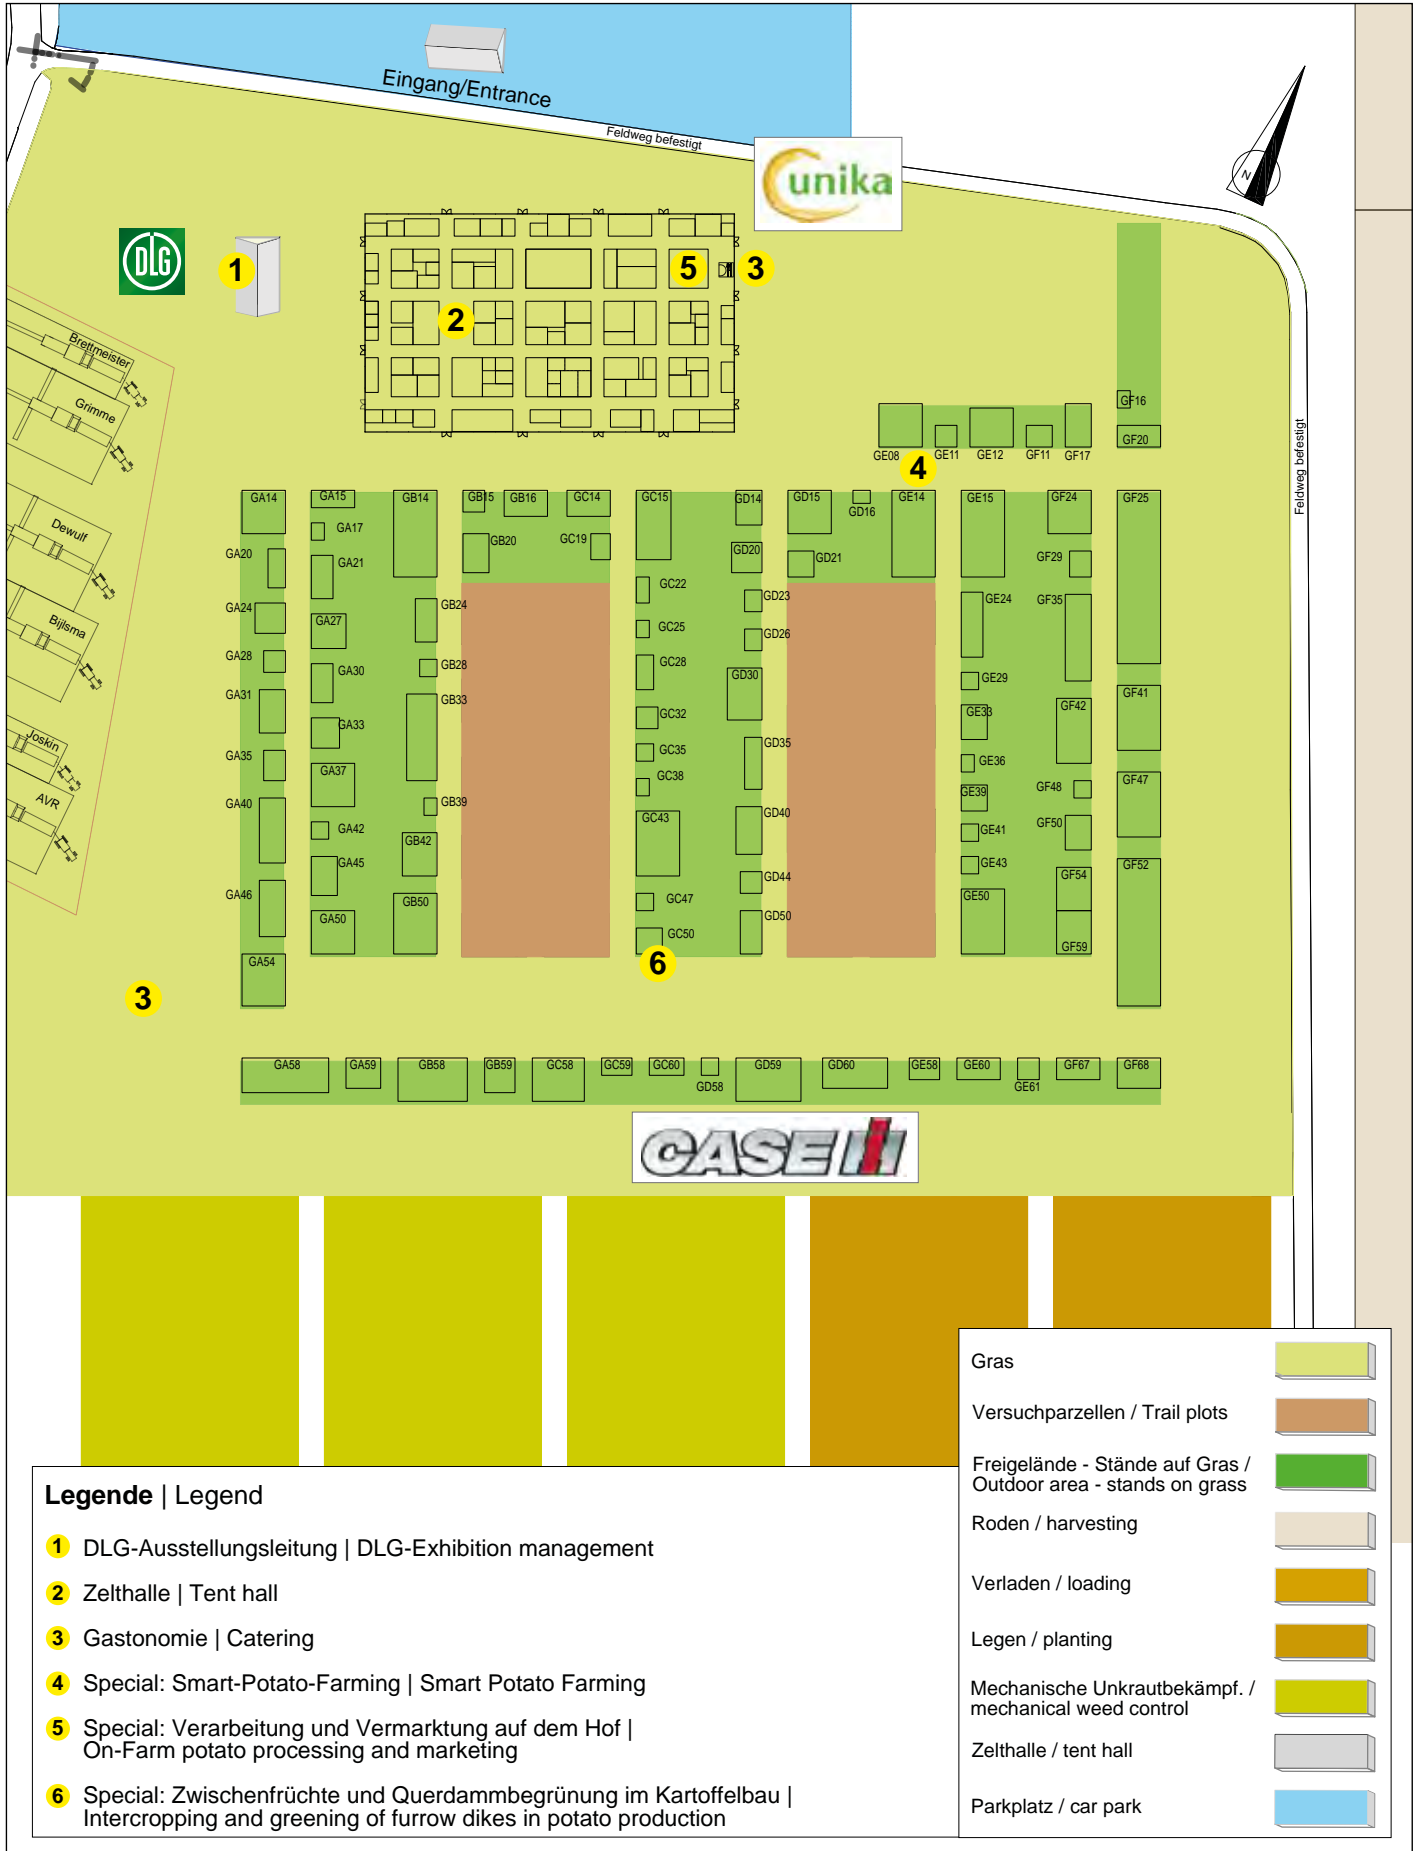 Eingang/Entrance
Feldweg befestigt
unika
N
DLG
1
2
5
3
Brettmeister
Grimme
Dewulf
Bijlsma
Joskin
AVR
Feldweg befestigt
GF16
GF20
GE08
4
GE11
GE12
GF11
GF17
GA14
GA15
GB14
GB15
GB16
GC14
GC15
GD14
GD15
GD16
GE14
GE15
GF24
GF25
GA17
GB20
GC19
GA20
GA21
GD20
GD21
GF29
GC22
GA24
GB24
GD23
GE24
GF35
GA27
GC25
GD26
GA28
GA30
GB28
GC28
GD30
GE29
GA31
GB33
GF41
GA33
GC32
GE33
GF42
GA35
GC35
GD35
GE36
GA37
GC38
GF48
GF47
GA40
GB39
GD40
GE39
GA42
GB42
GC43
GE41
GF50
GA45
GE43
GF52
GA46
GD44
GF54
GA50
GB50
GC47
GD50
GE50
GC50
GF59
GA54
6
3
GA58
GA59
GB58
GB59
GC58
GC59
GC60
GD58
GD59
GD60
GE58
GE60
GE61
GF67
GF68
CASE IH
Gras
Versuchparzellen / Trail plots
Freigelände - Stände auf Gras /
Outdoor area - stands on grass
Roden / harvesting
Verladen / loading
Legen / planting
Mechanische Unkrautbekämpf. /
mechanical weed control
Zelthalle / tent hall
Parkplatz / car park
Legende | Legend
1 DLG-Ausstellungsleitung | DLG-Exhibition management
2 Zelthalle | Tent hall
3 Gastonomie | Catering
4 Special: Smart-Potato-Farming | Smart Potato Farming
5 Special: Verarbeitung und Vermarktung auf dem Hof |
On-Farm potato processing and marketing
6 Special: Zwischenfrüchte und Querdammbegrünung im Kartoffelbau |
Intercropping and greening of furrow dikes in potato production